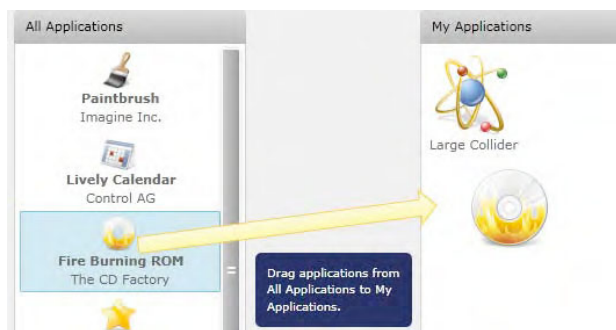 All Applications
Paintbrush
Imagine Inc.
Lively Calendar
Control AG
Fire Burning ROM
The CD Factory
Drag applications from
All Applications to My
Applications.
My Applications
Large Collider